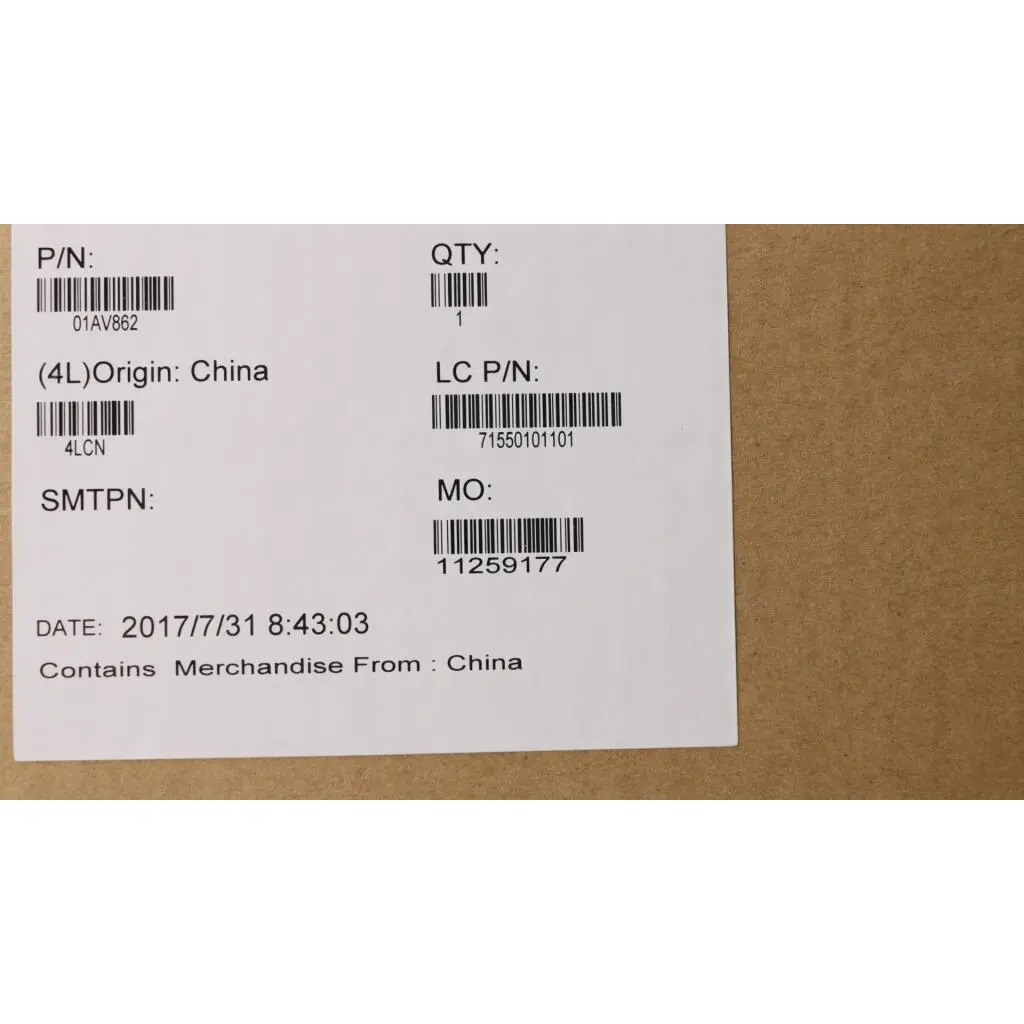 P/N:
QTY:
01AV862
1
(4L)Origin: China
LC P/N:
4LCN
71550101101
SMTPN:
MO:
11259177
DATE: 2017/7/31 8:43:03
Contains Merchandise From : China